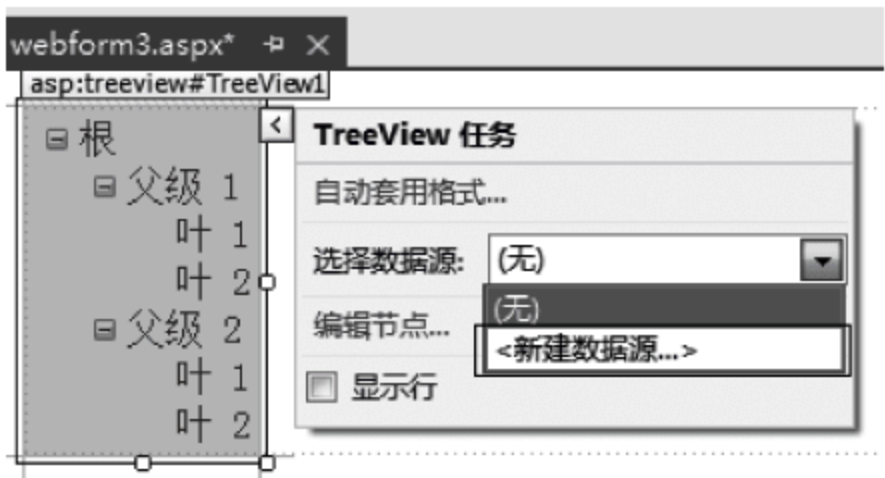 webform3.aspx*
asp:treeview#TreeView1
根
父级 1
叶 1
叶 2
父级 2
叶 1
叶 2
TreeView 任务
自动套用格式...
选择数据源: (无)
(无)
<新建数据源...>
编辑节点...
显示行